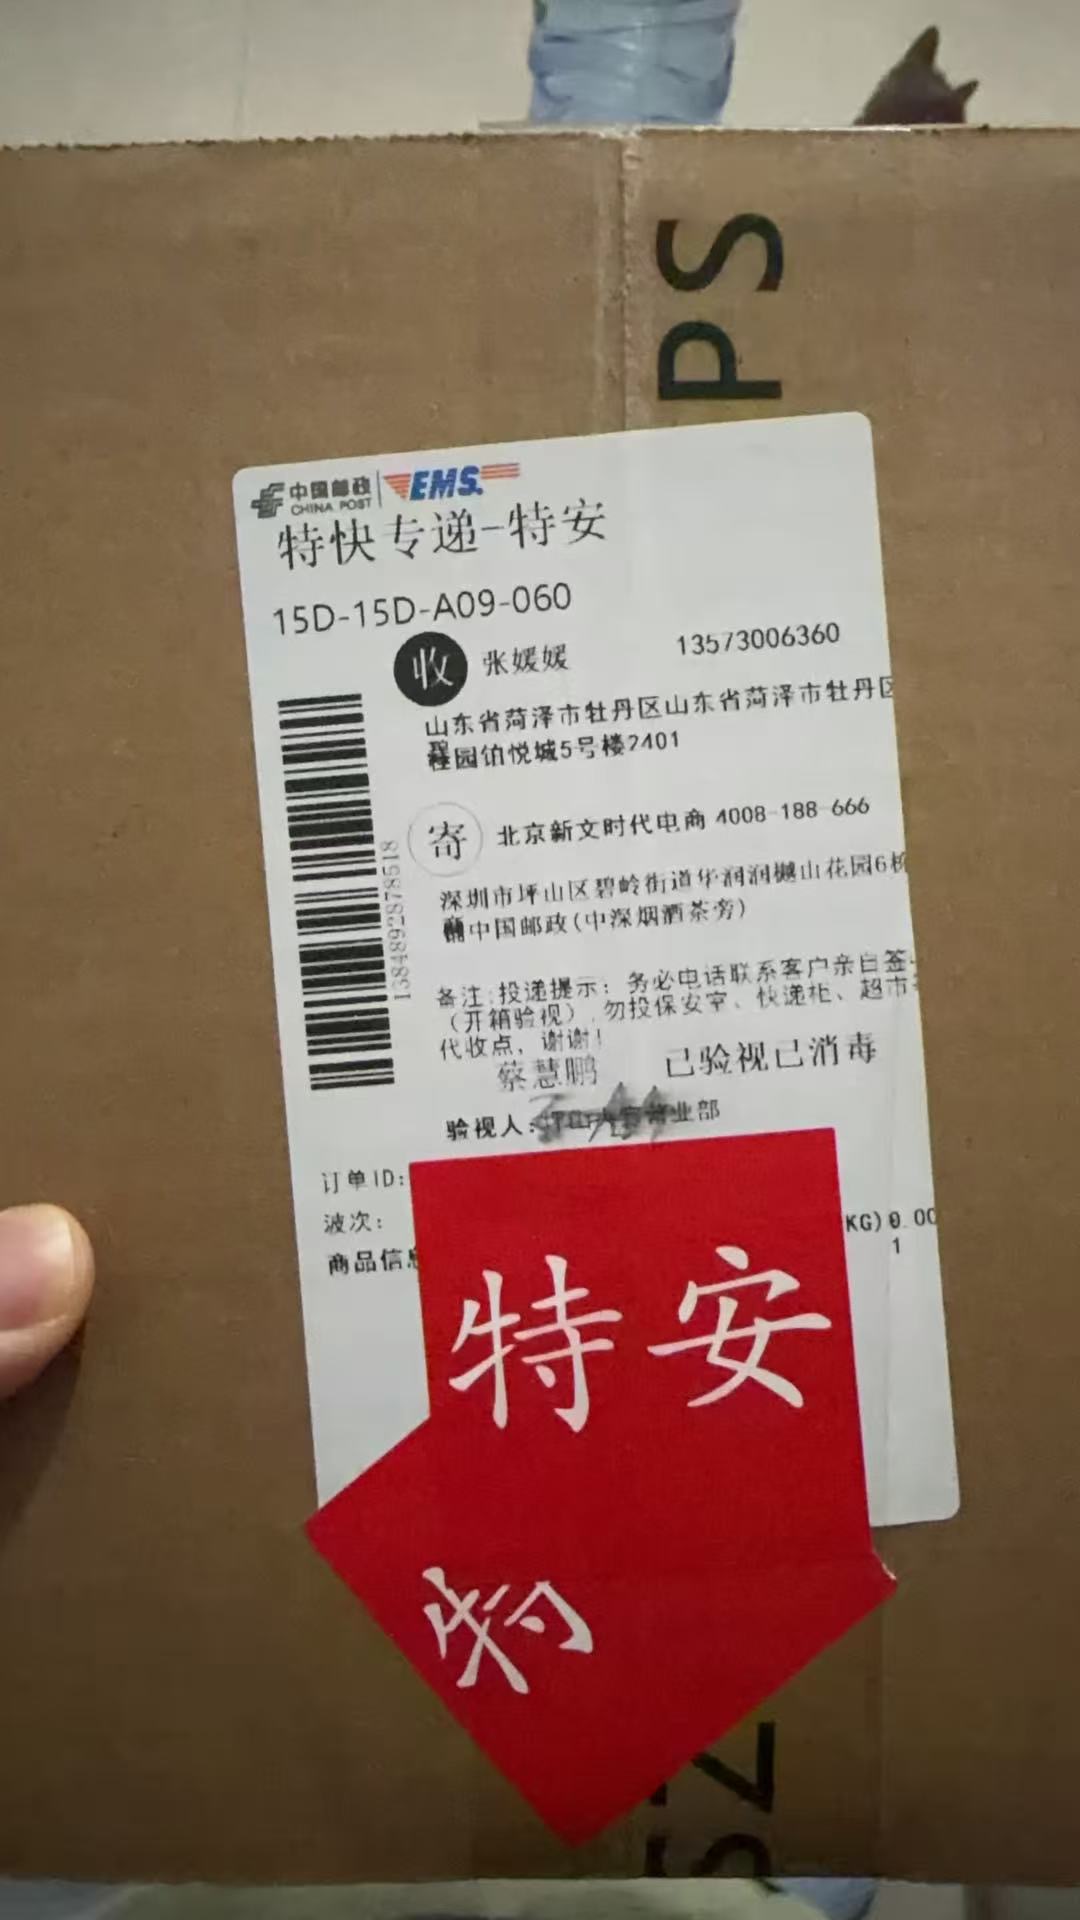 PS
中国邮政
CHINA POST
EMS
特快专递-特安
15D-15D-A09-060
收 张媛媛 13573006360
山东省菏泽市牡丹区山东省菏泽市牡丹区
碧桂园铂悦城5号楼2401
寄 北京新文时代电商 4008-188-666
深圳市坪山区碧岭街道华润润樾山花园6栋
中国邮政(中深烟酒茶旁)
1384892878518
备注:投递提示:务必电话联系客户亲自签
(开箱验视),勿投保安室、快递柜、超市
代收点,谢谢!
蔡慧鹏 已验视已消毒
验视人: 营业部
订单ID:
波次: KG)0.00
商品信息 1
特安
SZ